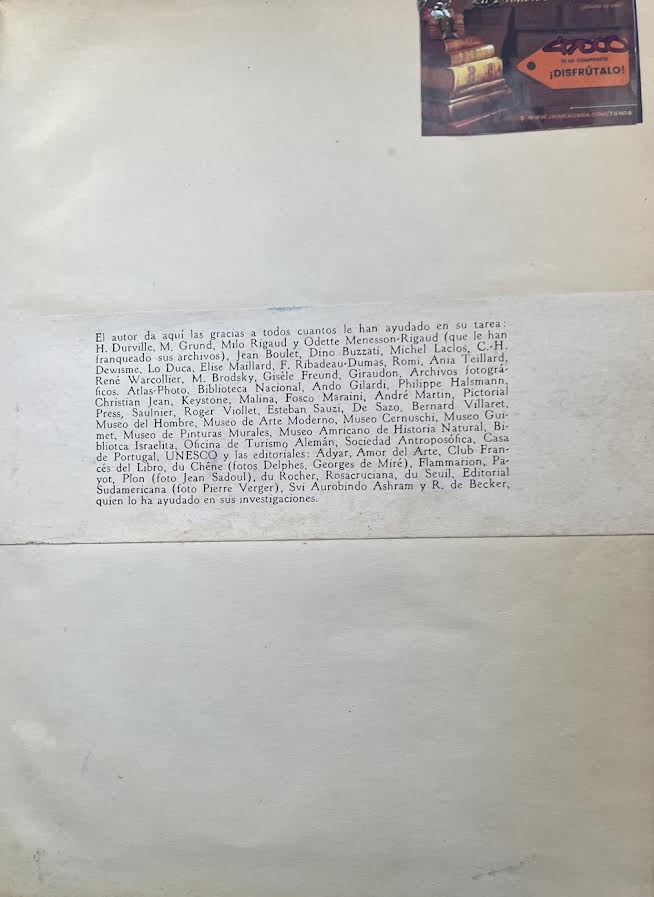 47000
TE LO COMPRASTE
¡DISFRÚTALO!
El autor da aquí las gracias a todos cuantos le han ayudado en su tarea:
H. Durville, M. Grund, Milo Rigaud y Odette Menesson-Rigaud (que le han
franqueado sus archivos), Jean Boulet, Dino Buzzati, Michel Laclos, C.-H.
Dewisme, Lo Duca, Elise Maillard, F. Ribadeau-Dumas, Romi, Ania Teillard,
René Warcollier, M. Brodsky, Gisèle Freund, Giraudon, Archivos fotográ-
ficos. Atlas-Photo, Biblioteca Nacional, Ando Gilardi, Philippe Halsmann,
Christian Jean, Keystone, Malina, Fosco Maraini, André Martin, Pictorial
Press, Saulnier, Roger Viollet, Esteban Sauzi, De Sazo, Bernard Villaret,
Museo del Hombre, Museo de Arte Moderno, Museo Cernuschi, Museo Gui-
met, Museo de Pinturas Murales, Museo Amricano de Historia Natural, Bi-
bliotca Israelita, Oficina de Turismo Alemán, Sociedad Antroposófica, Casa
de Portugal, UNESCO y las editoriales: Adyar, Amor del Arte, Club Fran-
cés del Libro, du Chêne (fotos Delphes, Georges de Miré), Flammarion, Pa-
yot, Plon (foto Jean Sadoul), du Rocher, Rosacruciana, du Seuil, Editorial
Sudamericana (foto Pierre Verger), Svi Aurobindo Ashram y R. de Becker,
quien lo ha ayudado en sus investigaciones.